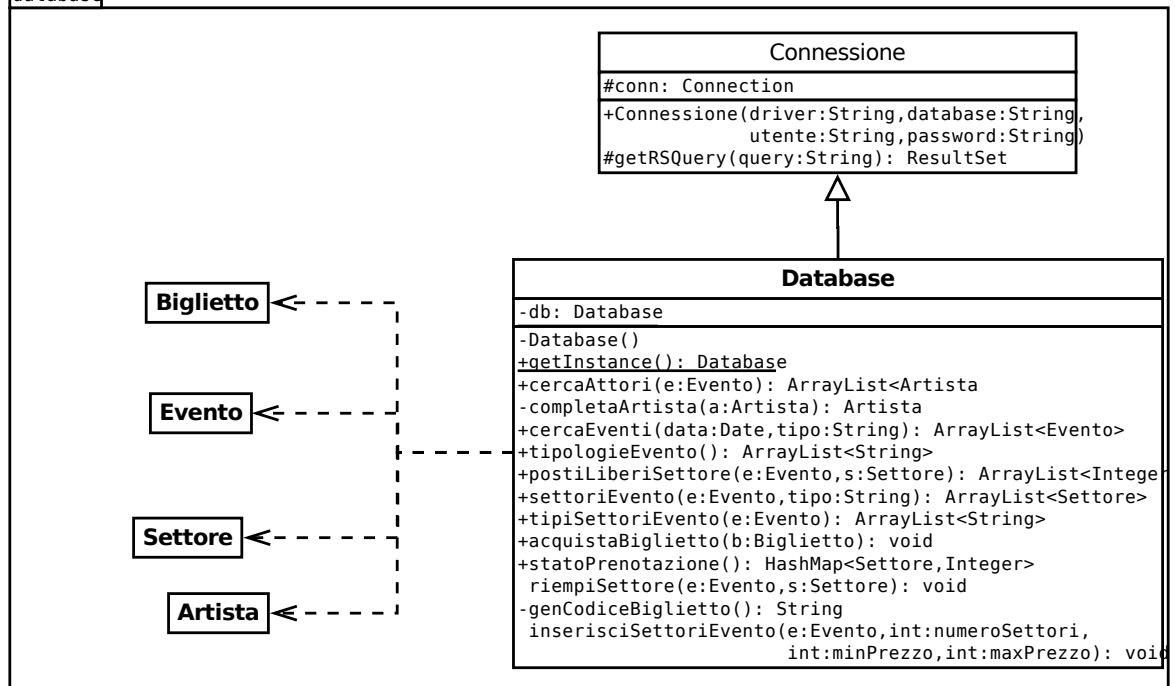 database
Connessione
#conn: Connection
+Connessione(driver:String,database:String,
utente:String,password:String)
#getRSQuery(query:String): ResultSet
Database
-db: Database
-Database()
+getInstance(): Database
+cercaAttori(e:Evento): ArrayList<Artista
-completaArtista(a:Artista): Artista
+cercaEventi(data:Date,tipo:String): ArrayList<Evento>
+tipologieEvento(): ArrayList<String>
+postiLiberiSettore(e:Evento,s:Settore): ArrayList<Integer
+settoriEvento(e:Evento,tipo:String): ArrayList<Settore>
+tipiSettoriEvento(e:Evento): ArrayList<String>
+acquistaBiglietto(b:Biglietto): void
+statoPrenotazione(): HashMap<Settore,Integer>
riempiSettore(e:Evento,s:Settore): void
-genCodiceBiglietto(): String
inserisciSettoriEvento(e:Evento,int:numeroSettori,
int:minPrezzo,int:maxPrezzo): void
Biglietto
Evento
Settore
Artista